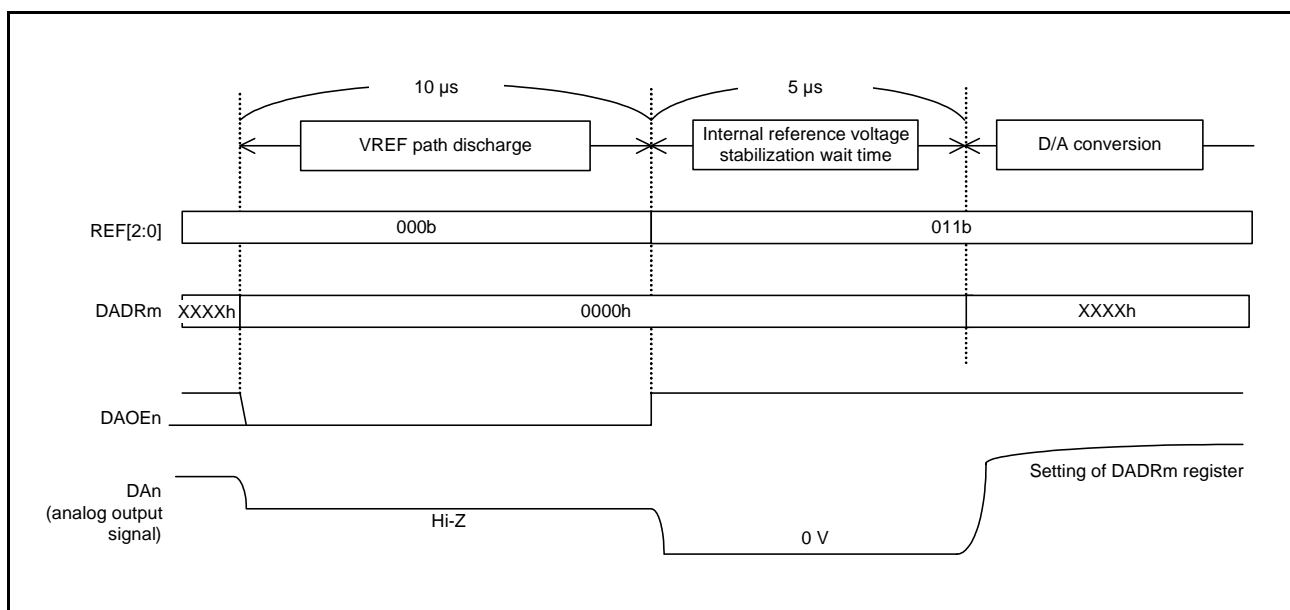 10 µs
5 µs
VREF path discharge
Internal reference voltage
stabilization wait time
D/A conversion
REF[2:0]
000b
011b
DADRm
XXXXh
0000h
XXXXh
DAOEn
DAn
(analog output
signal)
Hi-Z
0 V
Setting of DADRm register